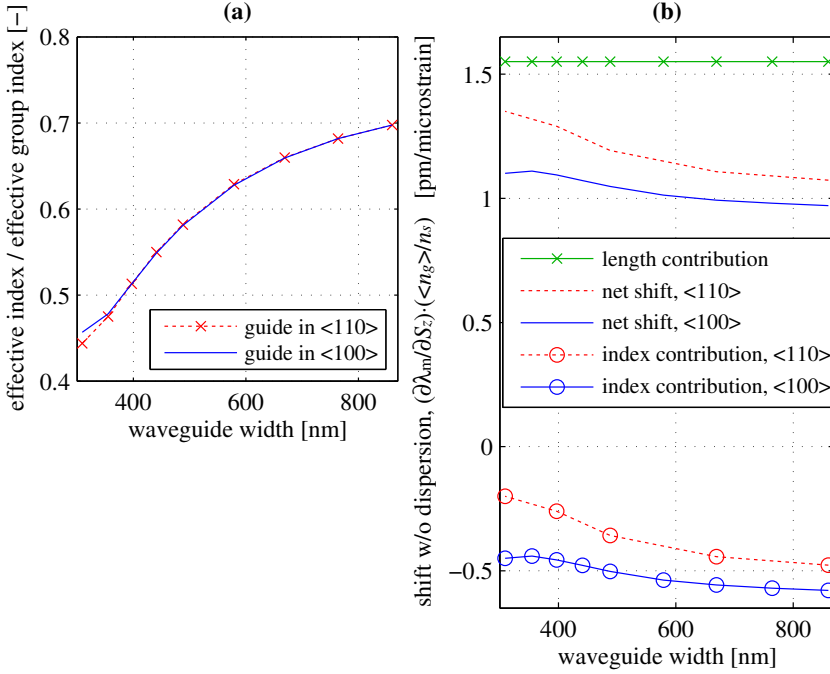 (a)
effective index / effective group index [−]
0.8
0.7
0.6
0.5
0.4
400
600
800
waveguide width [nm]
guide in <110>
guide in <100>
(b)
shift w/o dispersion, (∂λm/∂Sz)·(<ng>/ns) [pm/microstrain]
1.5
1
0.5
0
−0.5
400
600
800
waveguide width [nm]
length contribution
net shift, <110>
net shift, <100>
index contribution, <110>
index contribution, <100>